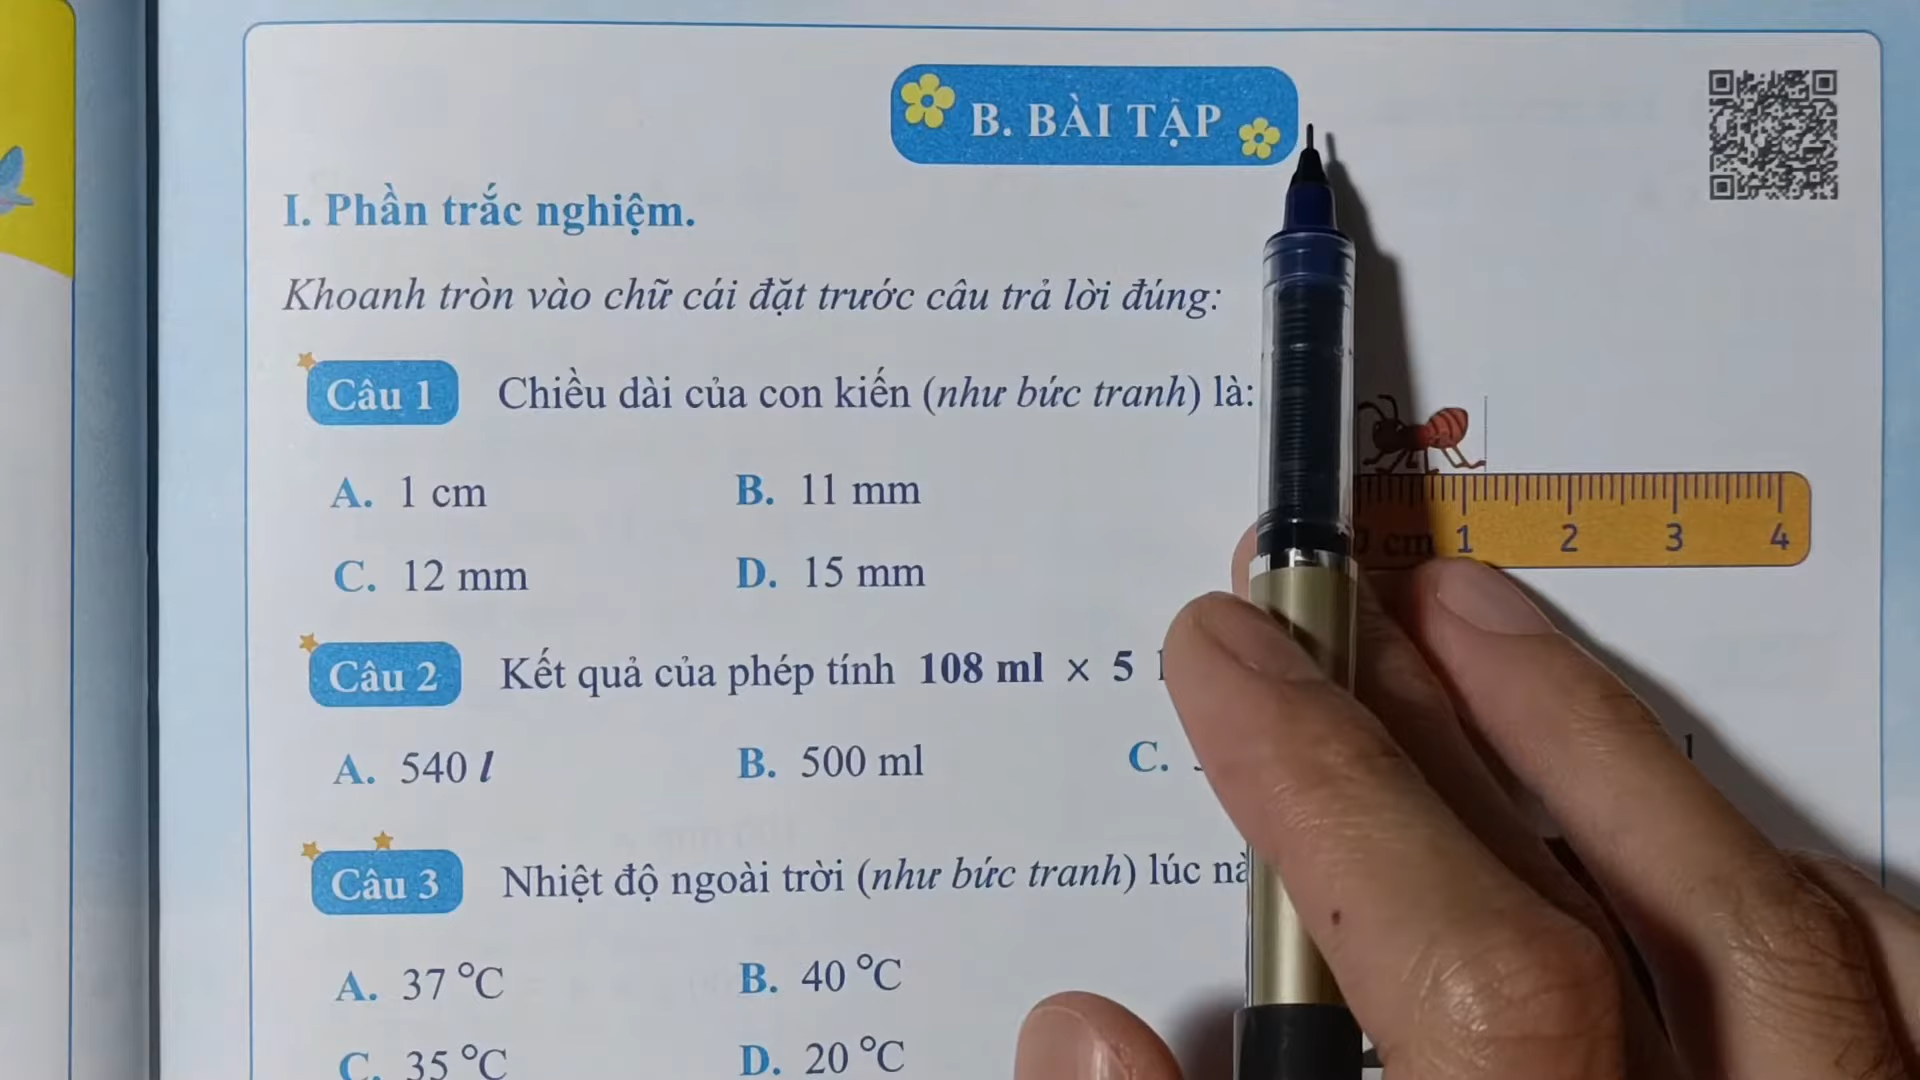 B. BÀI TẬP
I. Phần trắc nghiệm.
Khoanh tròn vào chữ cái đặt trước câu trả lời đúng:
Câu 1 Chiều dài của con kiến (như bức tranh) là:
A. 1 cm B. 11 mm
C. 12 mm D. 15 mm
0 cm 1 2 3 4
Câu 2 Kết quả của phép tính 108 ml × 5
A. 540 l B. 500 ml C.
Câu 3 Nhiệt độ ngoài trời (như bức tranh) lúc
A. 37 °C B. 40 °C
C. 35 °C D. 20 °C